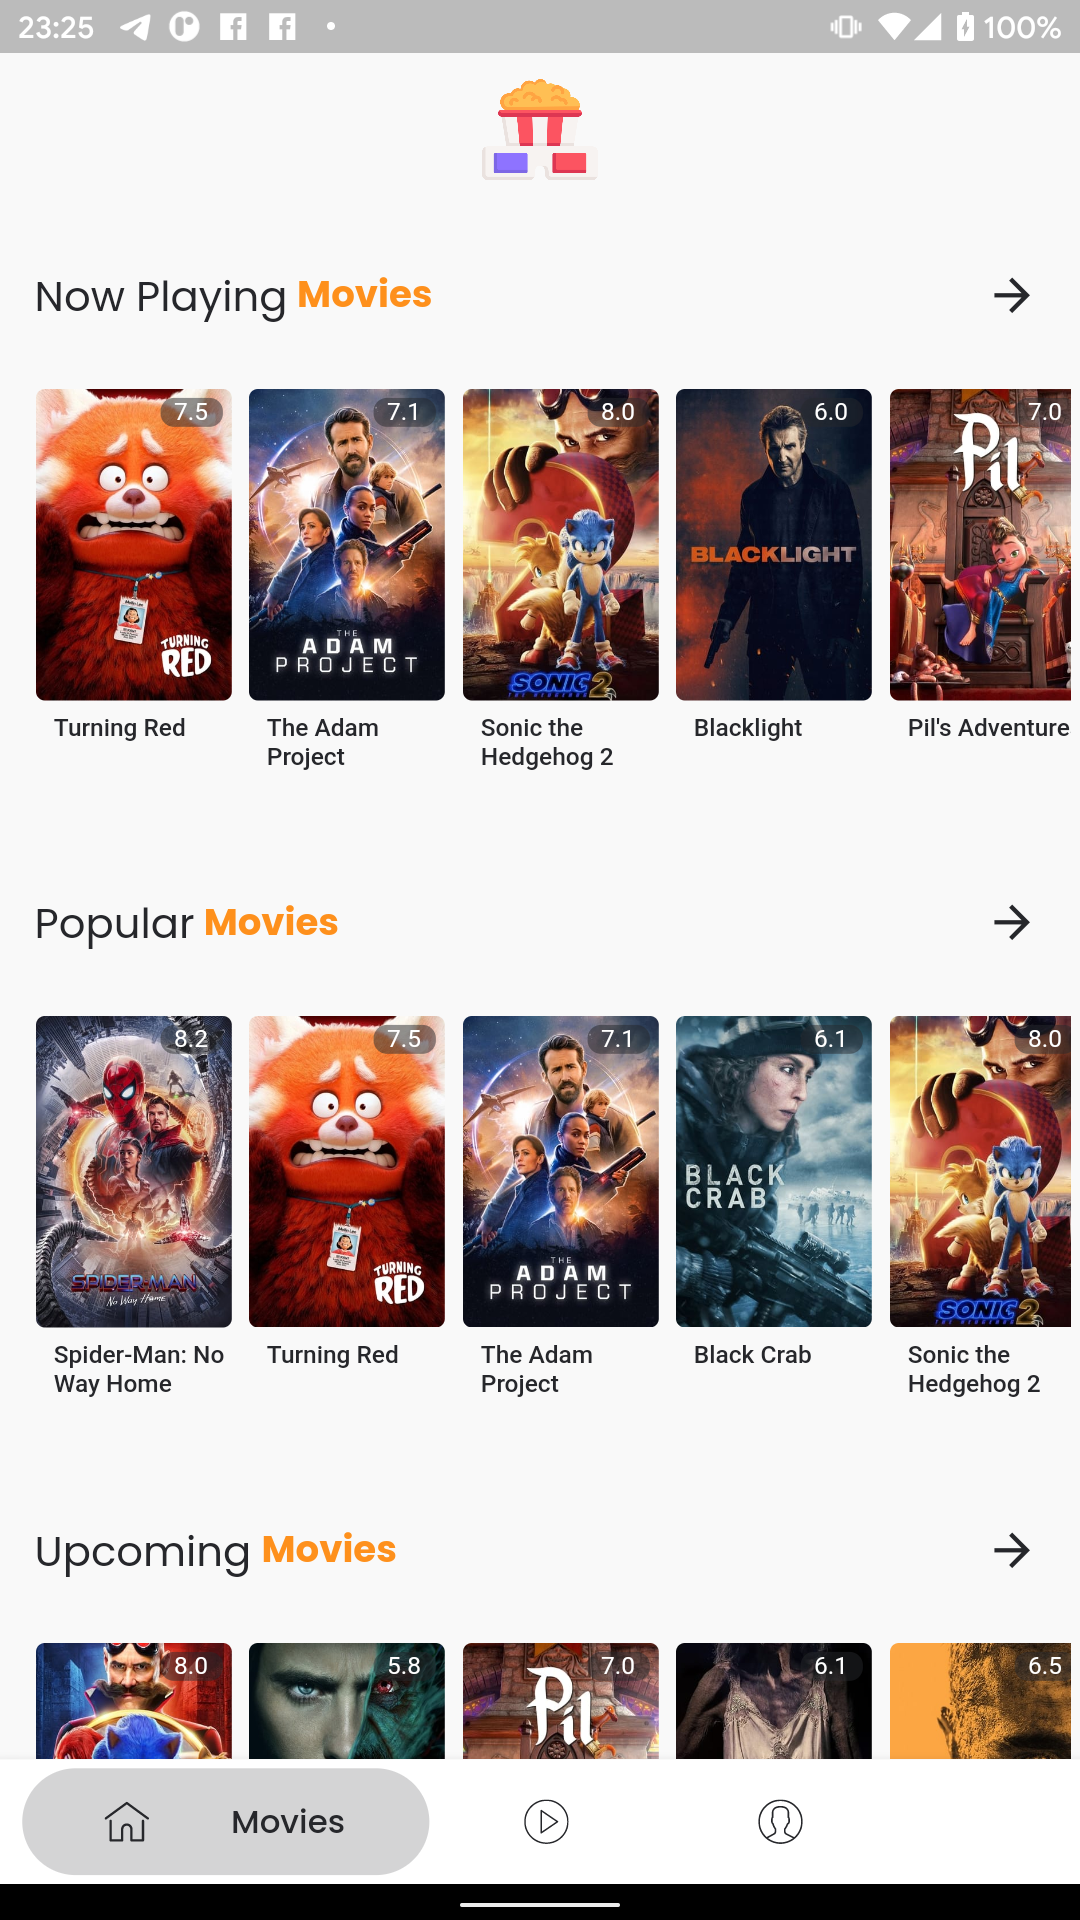 23:25
100%
Now Playing Movies
7.5
7.1
8.0
6.0
7.0
TURNING
RED
THE
ADAM
PROJECT
SONIC 2
BLACKLIGHT
Pil
Turning Red
The Adam
Project
Sonic the
Hedgehog 2
Blacklight
Pil's Adventure
Popular Movies
8.2
7.5
7.1
6.1
8.0
SPIDER-MAN
No Way Home
TURNING
RED
THE
ADAM
PROJECT
BLACK
CRAB
SONIC 2
Spider-Man: No
Way Home
Turning Red
The Adam
Project
Black Crab
Sonic the
Hedgehog 2
Upcoming Movies
8.0
5.8
7.0
6.1
6.5
Pil
Movies